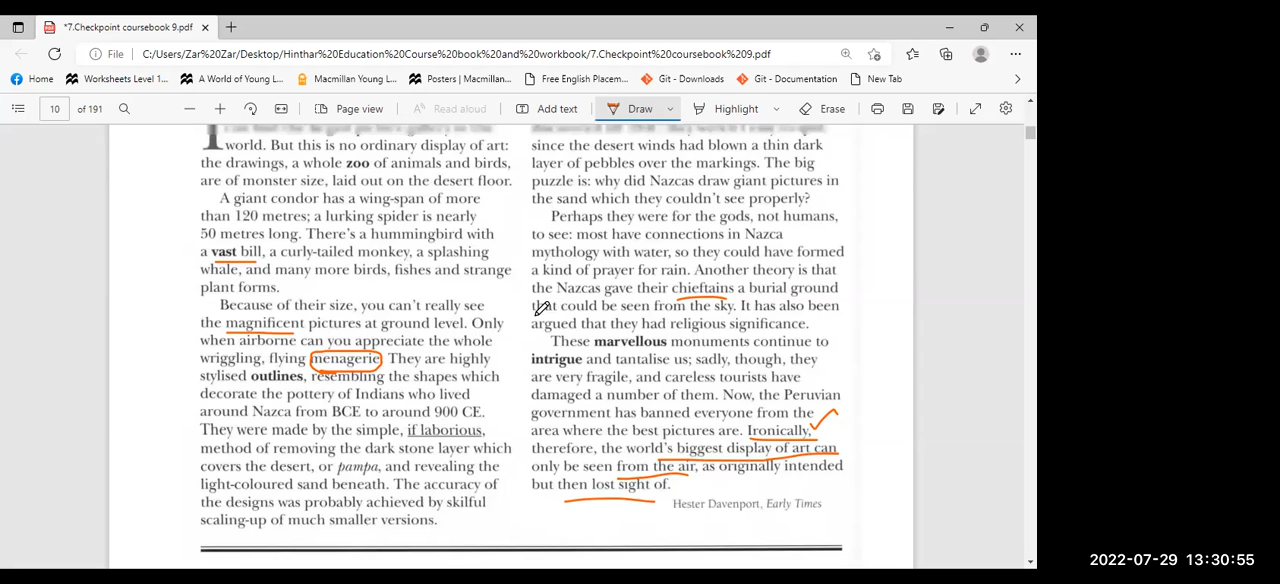 *7.Checkpoint coursebook 9.pdf
File
C:/Users/Zar%20Zar/Desktop/Hinthar%20Education%20Course%20book%20and%20workbook/7.Checkpoint%20coursebook%209.pdf
Home
Worksheets Level 1...
A World of Young L...
Macmillan Young L...
Posters | Macmillan...
Free English Placem...
Git - Downloads
Git - Documentation
New Tab
10 of 191
Page view
Read aloud
Add text
Draw
Highlight
Erase
world. But this is no ordinary display of art:
the drawings, a whole zoo of animals and birds,
are of monster size, laid out on the desert floor.
A giant condor has a wing-span of more
than 120 metres; a lurking spider is nearly
50 metres long. There's a hummingbird with
a vast bill, a curly-tailed monkey, a splashing
whale, and many more birds, fishes and strange
plant forms.
Because of their size, you can't really see
the magnificent pictures at ground level. Only
when airborne can you appreciate the whole
wriggling, flying menagerie. They are highly
stylised outlines, resembling the shapes which
decorate the pottery of Indians who lived
around Nazca from BCE to around 900 CE.
They were made by the simple, if laborious,
method of removing the dark stone layer which
covers the desert, or pampa, and revealing the
light-coloured sand beneath. The accuracy of
the designs was probably achieved by skilful
scaling-up of much smaller versions.
since the desert winds had blown a thin dark
layer of pebbles over the markings. The big
puzzle is: why did Nazcas draw giant pictures in
the sand which they couldn't see properly?
Perhaps they were for the gods, not humans,
to see: most have connections in Nazca
mythology with water, so they could have formed
a kind of prayer for rain. Another theory is that
the Nazcas gave their chieftains a burial ground
that could be seen from the sky. It has also been
argued that they had religious significance.
These marvellous monuments continue to
intrigue and tantalise us; sadly, though, they
are very fragile, and careless tourists have
damaged a number of them. Now, the Peruvian
government has banned everyone from the
area where the best pictures are. Ironically,
therefore, the world's biggest display of art can
only be seen from the air, as originally intended
but then lost sight of.
Hester Davenport, Early Times
2022-07-29 13:30:55